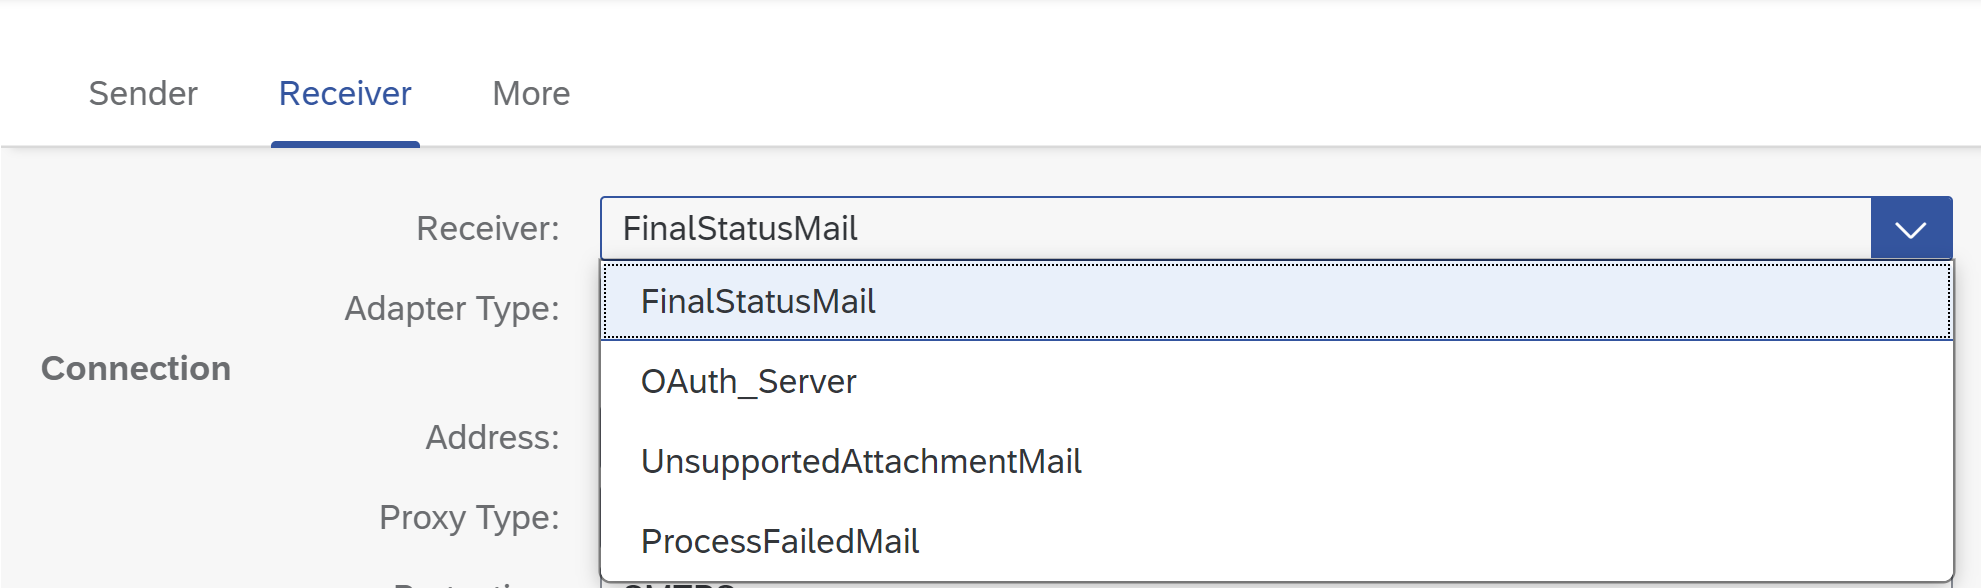 Sender Receiver More
Receiver: FinalStatusMail
FinalStatusMail
Adapter Type:
Connection
OAuth_Server
Address:
UnsupportedAttachmentMail
Proxy Type:
ProcessFailedMail